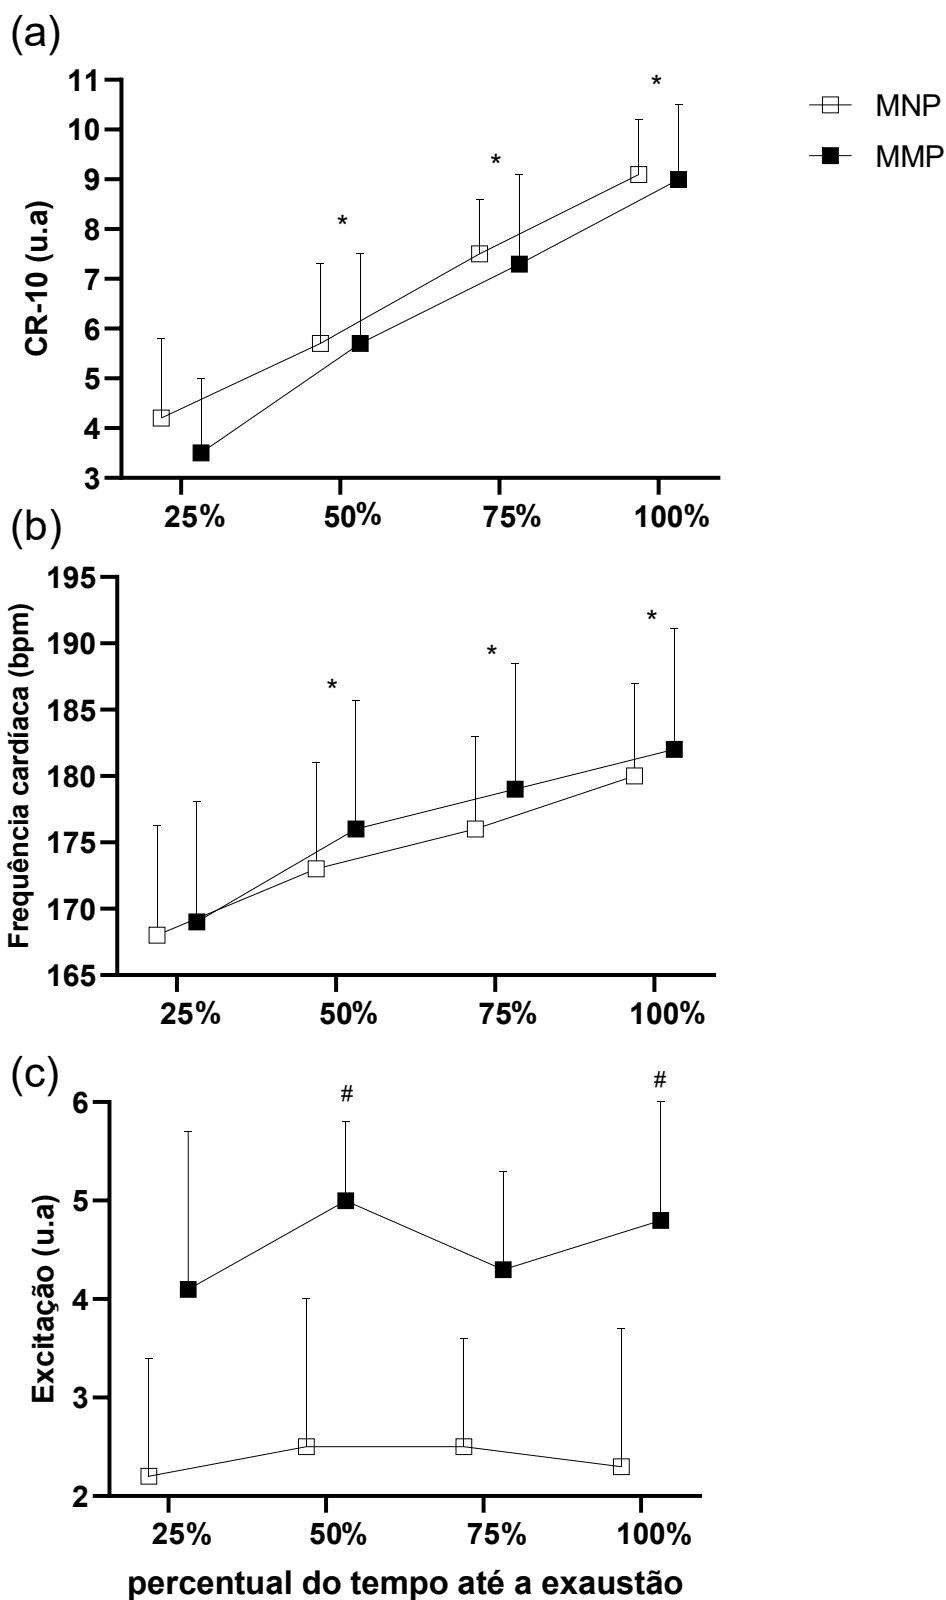 (a)
11
10
9
8
7
6
5
4
3
CR-10 (u.a)
* * *
25% 50% 75% 100%
MNP
MMP
(b)
195
190
185
180
175
170
165
Frequência cardíaca (bpm)
* * *
25% 50% 75% 100%
(c)
6
5
4
3
2
Excitação (u.a)
# #
25% 50% 75% 100%
percentual do tempo até a exaustão